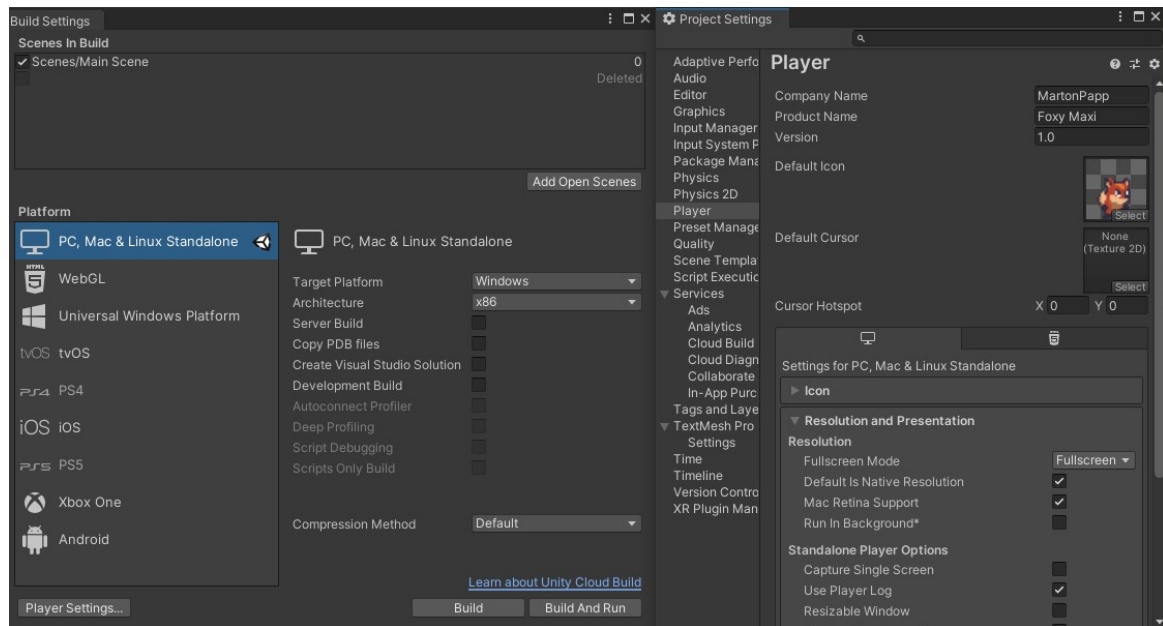 Build Settings
Scenes In Build
Scenes/Main Scene 0
Deleted
Add Open Scenes
Platform
PC, Mac & Linux Standalone
HTML WebGL
Universal Windows Platform
tvOS tvOS
PS4 PS4
iOS iOS
PS5 PS5
Xbox One
Android
PC, Mac & Linux Standalone
Target Platform Windows
Architecture x86
Server Build
Copy PDB files
Create Visual Studio Solution
Development Build
Autoconnect Profiler
Deep Profiling
Script Debugging
Scripts Only Build
Compression Method Default
Learn about Unity Cloud Build
Player Settings... Build Build And Run
Project Settings
Adaptive Perfo
Audio
Editor
Graphics
Input Manager
Input System P
Package Mana
Physics
Physics 2D
Player
Preset Manage
Quality
Scene Templa
Script Executio
Services
Ads
Analytics
Cloud Build
Cloud Diagn
Collaborate
In-App Purc
Tags and Laye
TextMesh Pro
Settings
Time
Timeline
Version Contro
XR Plugin Man
Player
Company Name MartonPapp
Product Name Foxy Maxi
Version 1.0
Default Icon
Select
Default Cursor None
(Texture 2D)
Select
Cursor Hotspot X 0 Y 0
Settings for PC, Mac & Linux Standalone
Icon
Resolution and Presentation
Resolution
Fullscreen Mode Fullscreen
Default Is Native Resolution
Mac Retina Support
Run In Background*
Standalone Player Options
Capture Single Screen
Use Player Log
Resizable Window